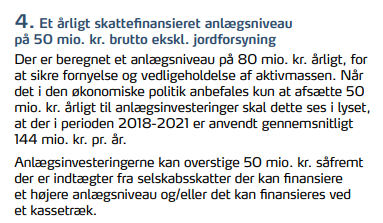 4. Et årligt skattefinansieret anlægsniveau
på 50 mio. kr. brutto ekskl. jordforsyning
Der er beregnet et anlægsniveau på 80 mio. kr. årligt, for
at sikre fornyelse og vedligeholdelse af aktivmassen. Når
det i den økonomiske politik anbefales kun at afsætte 50
mio. kr. årligt til anlægsinvesteringer skal dette ses i lyset,
at der i perioden 2018-2021 er anvendt gennemsnitligt
144 mio. kr. pr. år.
Anlægsinvesteringerne kan overstige 50 mio. kr. såfremt
der er indtægter fra selskabsskatter der kan finansiere
et højere anlægsniveau og/eller det kan finansieres ved
et kassetræk.